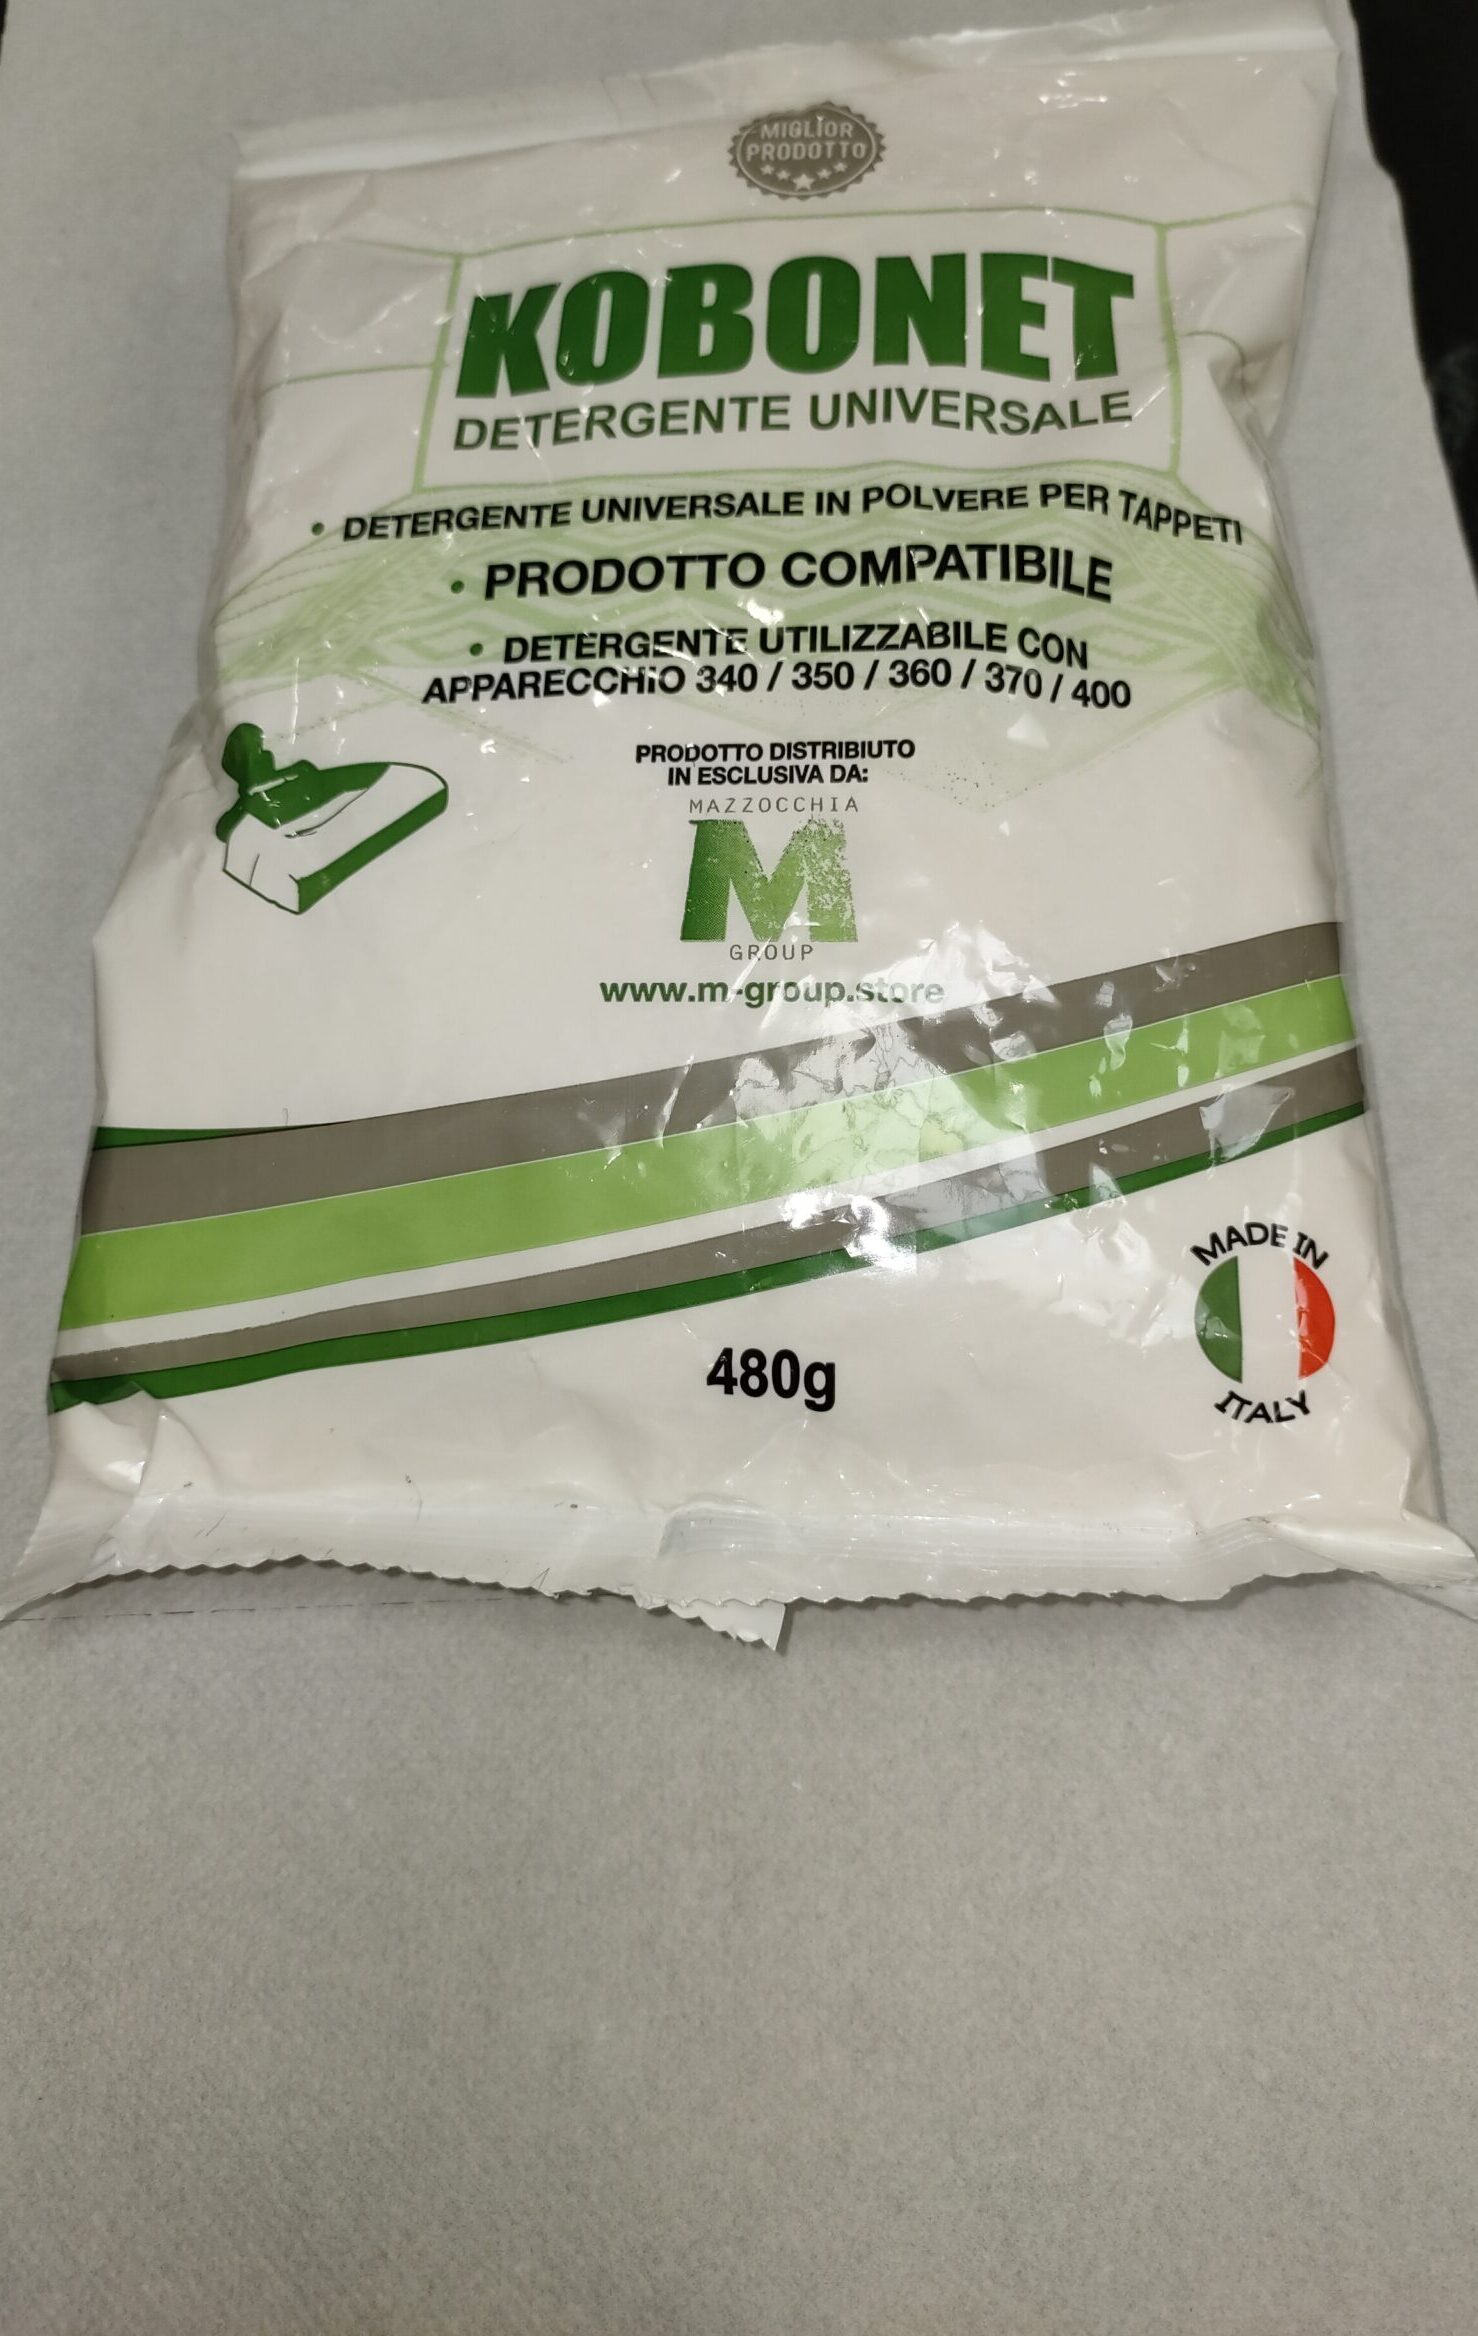 MIGLIOR
PRODOTTO
KOBONET
DETERGENTE UNIVERSALE
• DETERGENTE UNIVERSALE IN POLVERE PER TAPPETI
• PRODOTTO COMPATIBILE
• DETERGENTE UTILIZZABILE CON
APPARECCHIO 340 / 350 / 360 / 370 / 400
PRODOTTO DISTRIBIUTO
IN ESCLUSIVA DA:
MAZZOCCHIA
M
GROUP
www.m-group.store
MADE IN
ITALY
480g